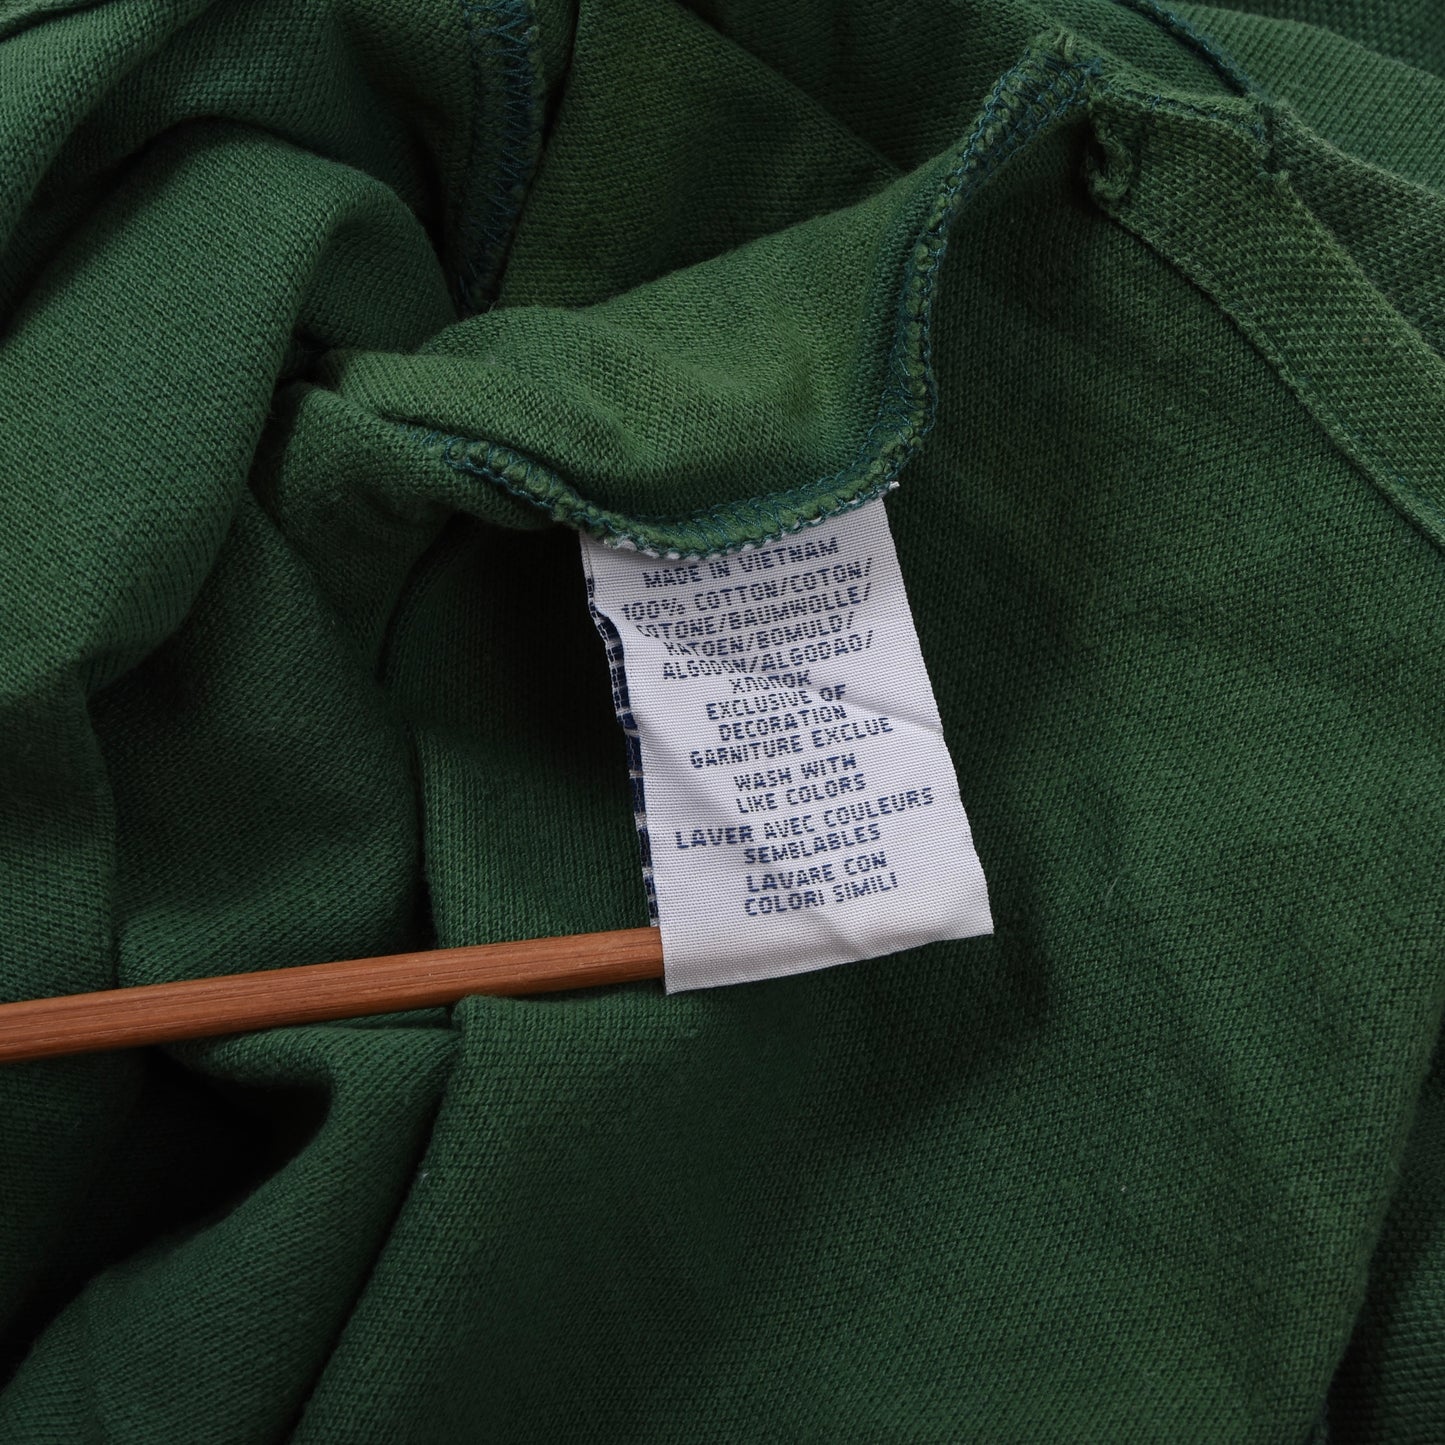 MADE IN VIETNAM
100% COTTON/COTON/
COTONE/BAUMWOLLE/
KATOEN/BOMULD/
ALGODON/ALGODAO/
ХЛОПОК
EXCLUSIVE OF
DECORATION
GARNITURE EXCLUE
WASH WITH
LIKE COLORS
LAVER AVEC COULEURS
SEMBLABLES
LAVARE CON
COLORI SIMILI